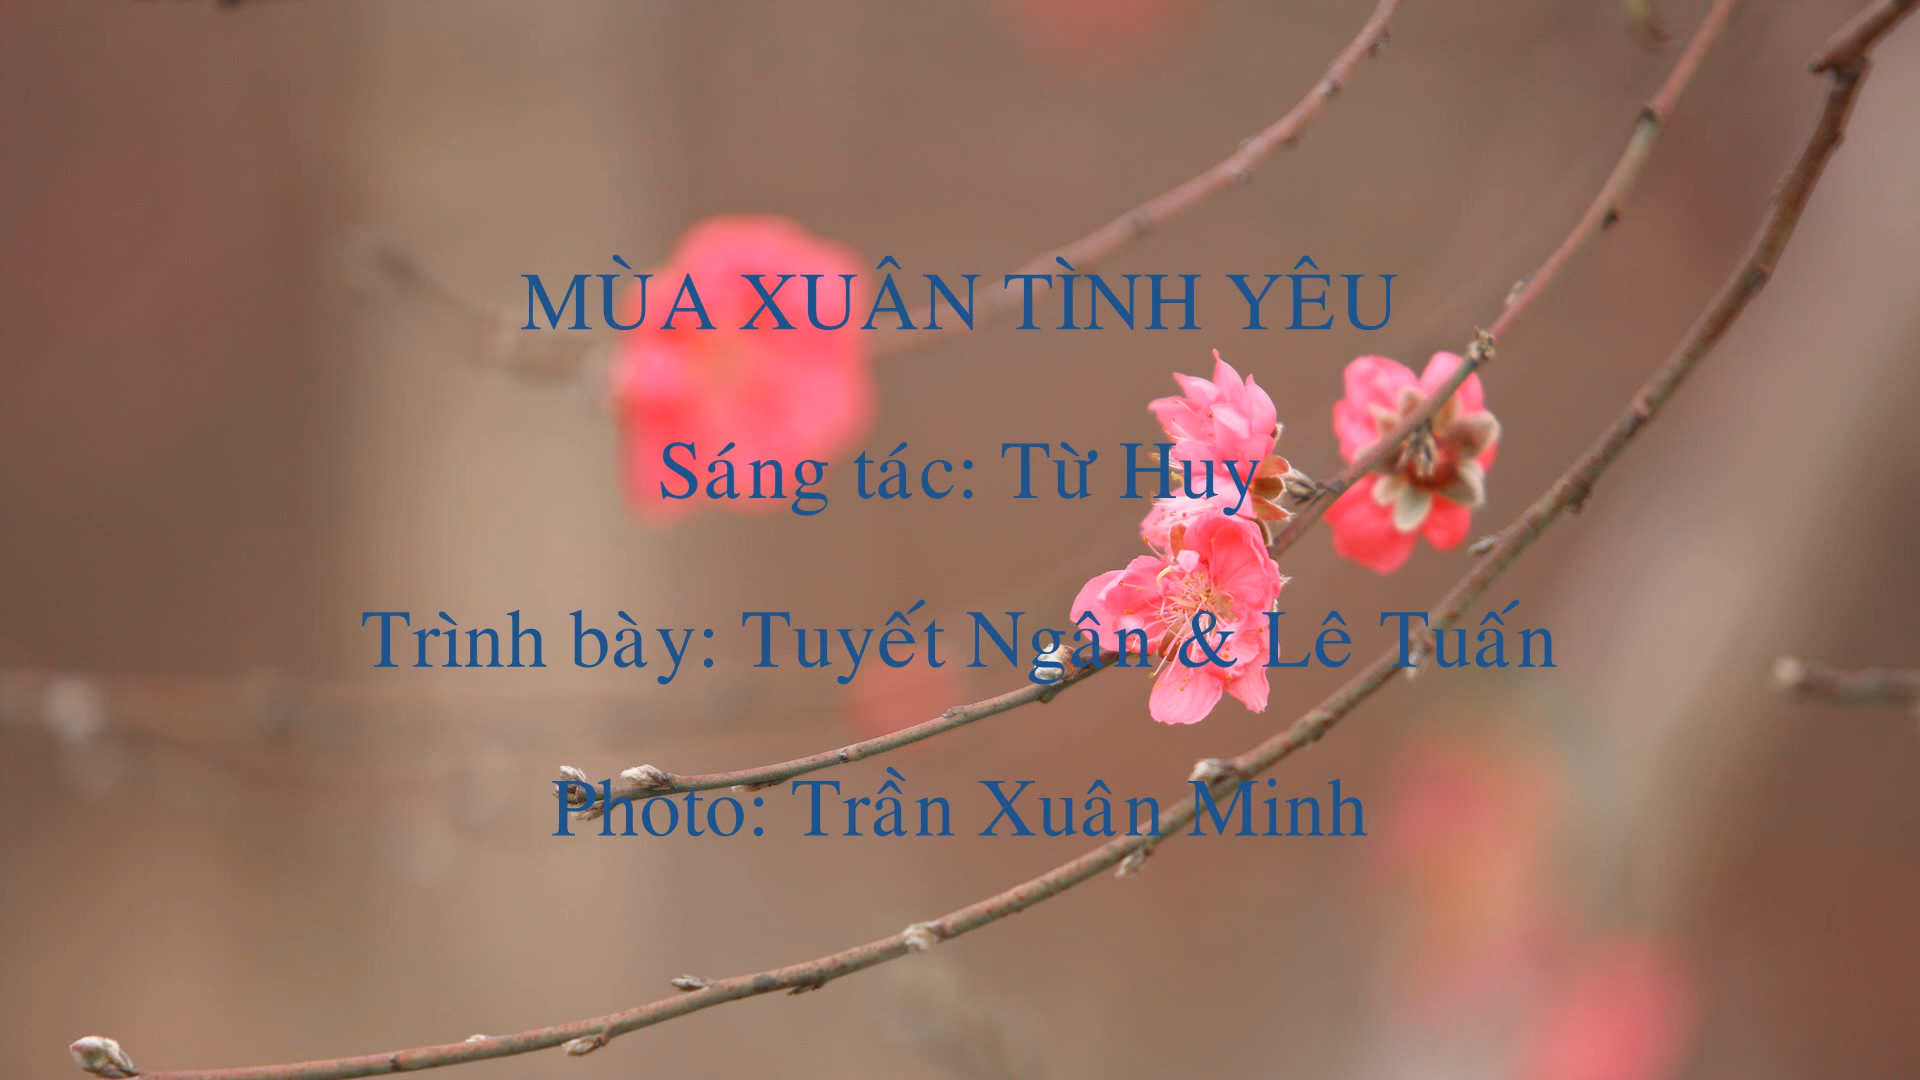 MÙA XUÂN TÌNH YÊU
Sáng tác: Từ Huy
Trình bày: Tuyết Ngân & Lê Tuấn
Photo: Trần Xuân Minh